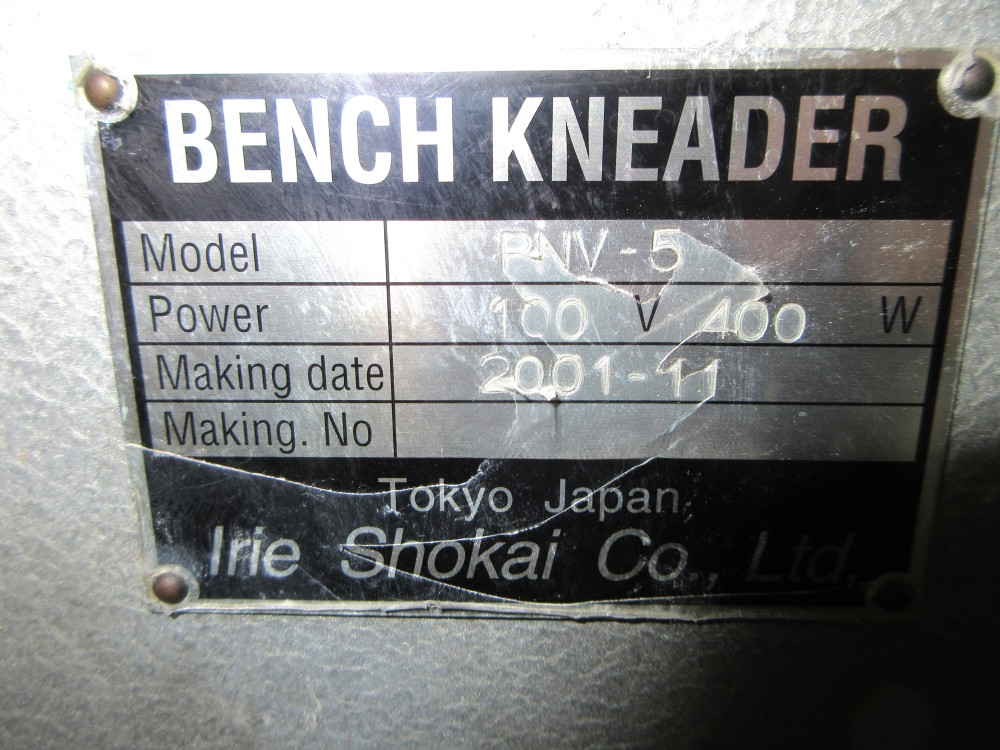 BENCH KNEADER
Model PNV-5
Power 100 V 400 W
Making date 2001-11
Making. No
Tokyo Japan
Irie Shokai Co., Ltd.